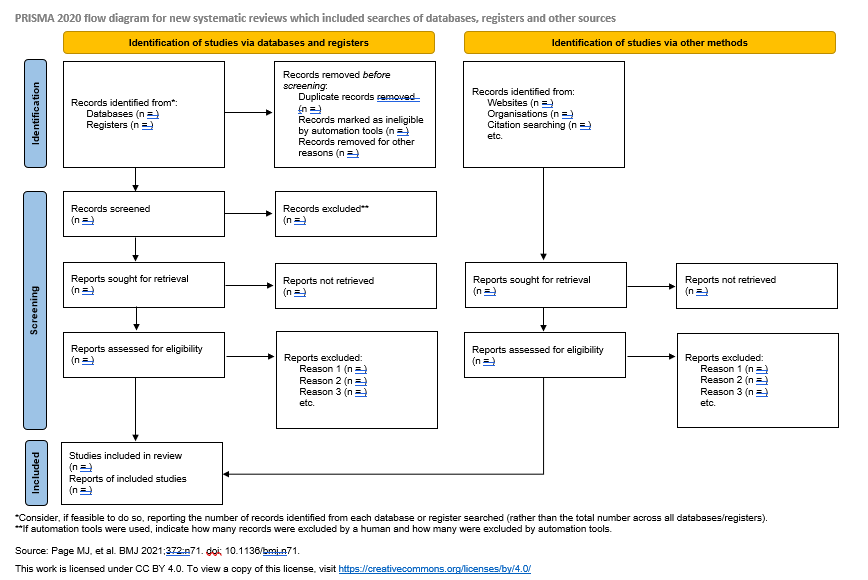 PRISMA 2020 flow diagram for new systematic reviews which included searches of databases, registers and other sources
Identification of studies via databases and registers
Identification of studies via other methods
Identification
Records identified from*:
Databases (n = )
Registers (n = )
Records removed before
screening:
Duplicate records removed
(n = )
Records marked as ineligible
by automation tools (n = )
Records removed for other
reasons (n = )
Records identified from:
Websites (n = )
Organisations (n = )
Citation searching (n = )
etc.
Screening
Records screened
(n = )
Records excluded**
(n = )
Reports sought for retrieval
(n = )
Reports not retrieved
(n = )
Reports sought for retrieval
(n = )
Reports not retrieved
(n = )
Reports assessed for eligibility
(n = )
Reports excluded:
Reason 1 (n = )
Reason 2 (n = )
Reason 3 (n = )
etc.
Reports assessed for eligibility
(n = )
Reports excluded:
Reason 1 (n = )
Reason 2 (n = )
Reason 3 (n = )
etc.
Included
Studies included in review
(n = )
Reports of included studies
(n = )
*Consider, if feasible to do so, reporting the number of records identified from each database or register searched (rather than the total number across all databases/registers).
**If automation tools were used, indicate how many records were excluded by a human and how many were excluded by automation tools.
Source: Page MJ, et al. BMJ 2021;372:n71. doi: 10.1136/bmj.n71.
This work is licensed under CC BY 4.0. To view a copy of this license, visit https://creativecommons.org/licenses/by/4.0/